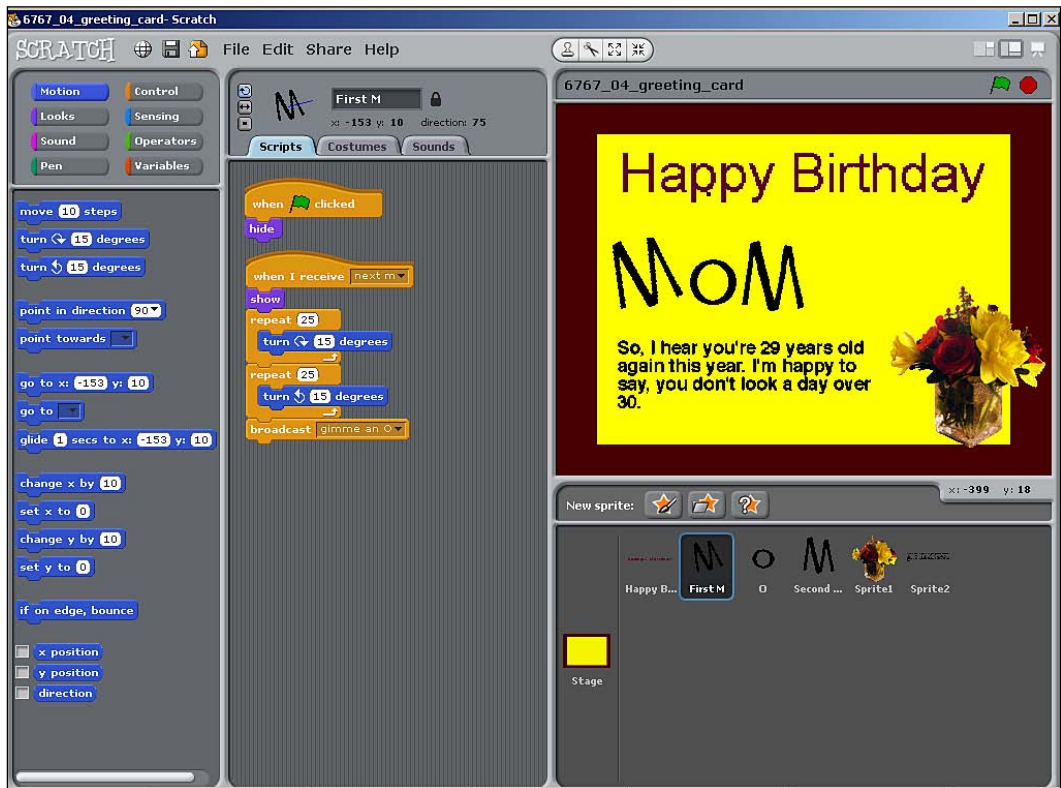 6767_04_greeting_card- Scratch
SCRATCH File Edit Share Help
Motion Control
Looks Sensing
Sound Operators
Pen Variables
move 10 steps
turn 15 degrees
turn 15 degrees
point in direction 90
point towards
go to x: -153 y: 10
go to
glide 1 secs to x: -153 y: 10
change x by 10
set x to 0
change y by 10
set y to 0
if on edge, bounce
x position
y position
direction
First M
x: -153 y: 10 direction: 75
Scripts Costumes Sounds
when clicked
hide
when I receive next m
show
repeat 25
turn 15 degrees
repeat 25
turn 15 degrees
broadcast gimme an O
6767_04_greeting_card
Happy Birthday
MoM
So, I hear you're 29 years old
again this year. I'm happy to
say, you don't look a day over
30.
x: -399 y: 18
New sprite:
M O M
Happy B... First M O Second ... Sprite1 Sprite2
Stage